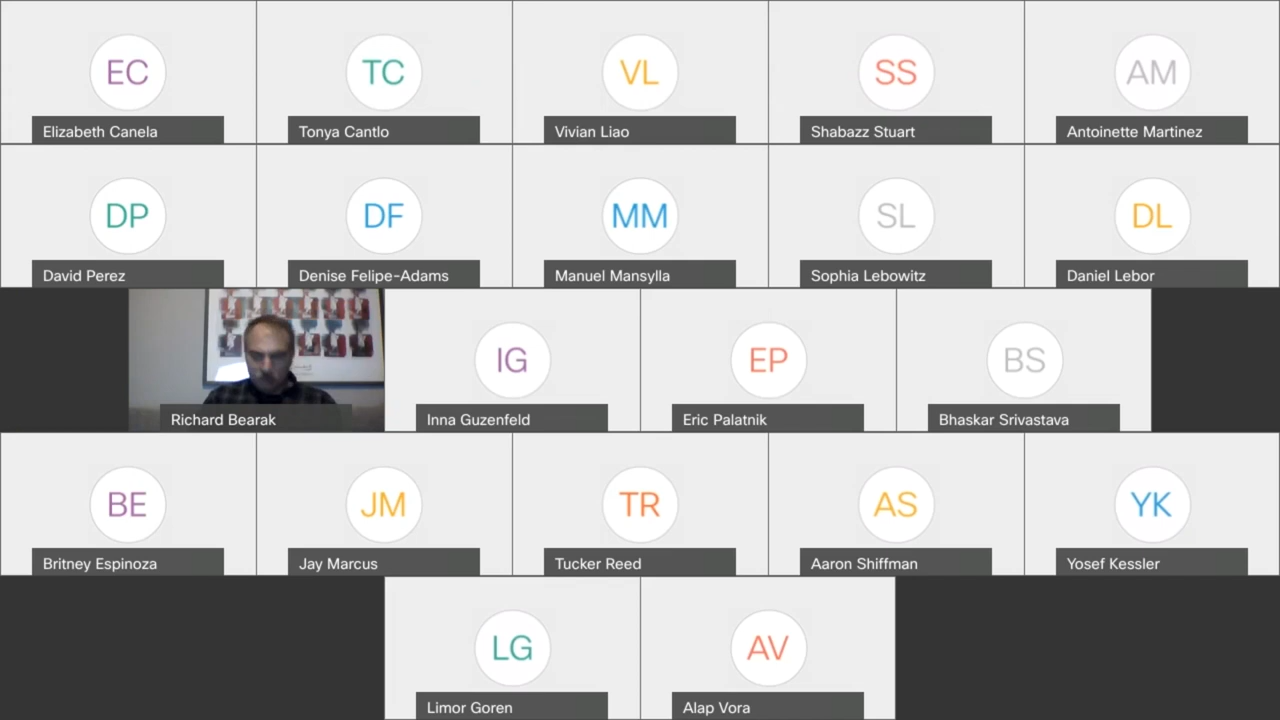 EC
Elizabeth Canela
TC
Tonya Cantlo
VL
Vivian Liao
SS
Shabazz Stuart
AM
Antoinette Martinez
DP
David Perez
DF
Denise Felipe-Adams
MM
Manuel Mansylla
SL
Sophia Lebowitz
DL
Daniel Lebor
Richard Bearak
IG
Inna Guzenfeld
EP
Eric Palatnik
BS
Bhaskar Srivastava
BE
Britney Espinoza
JM
Jay Marcus
TR
Tucker Reed
AS
Aaron Shiffman
YK
Yosef Kessler
LG
Limor Goren
AV
Alap Vora